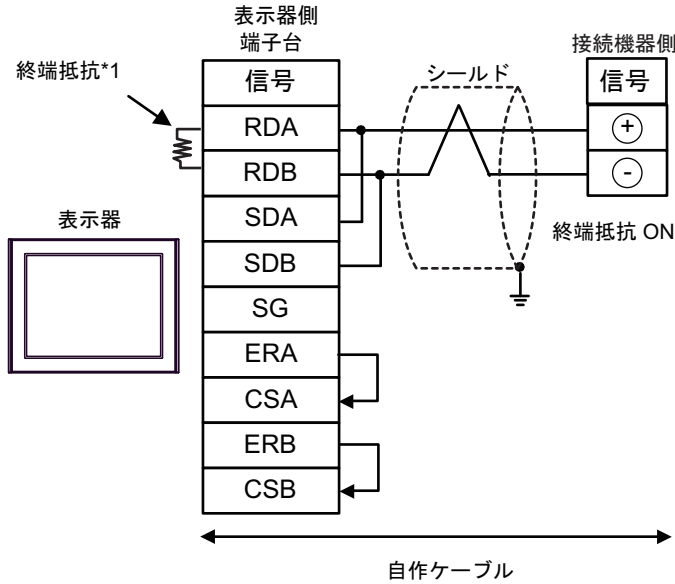 表示器側
端子台
接続機器側
終端抵抗*1
信号
シールド
信号
RDA
+
RDB
-
SDA
表示器
終端抵抗 ON
SDB
SG
ERA
CSA
ERB
CSB
自作ケーブル